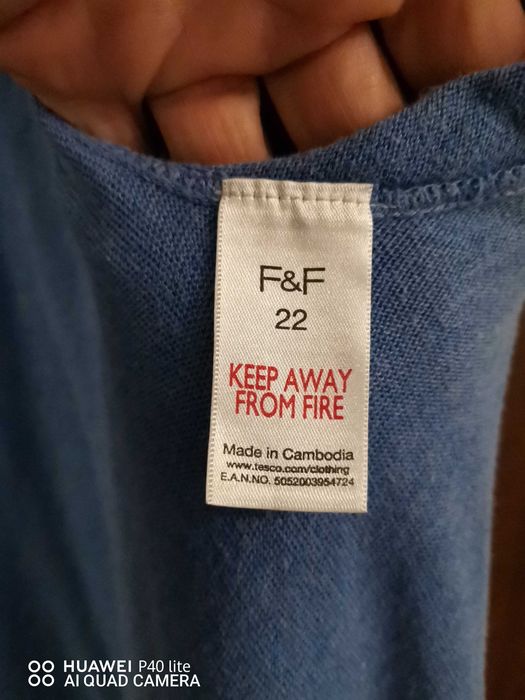 F&F
22
KEEP AWAY
FROM FIRE
Made in Cambodia
www.tesco.com/clothing
E.A.N.NO. 5052003954724
HUAWEI P40 lite
AI QUAD CAMERA